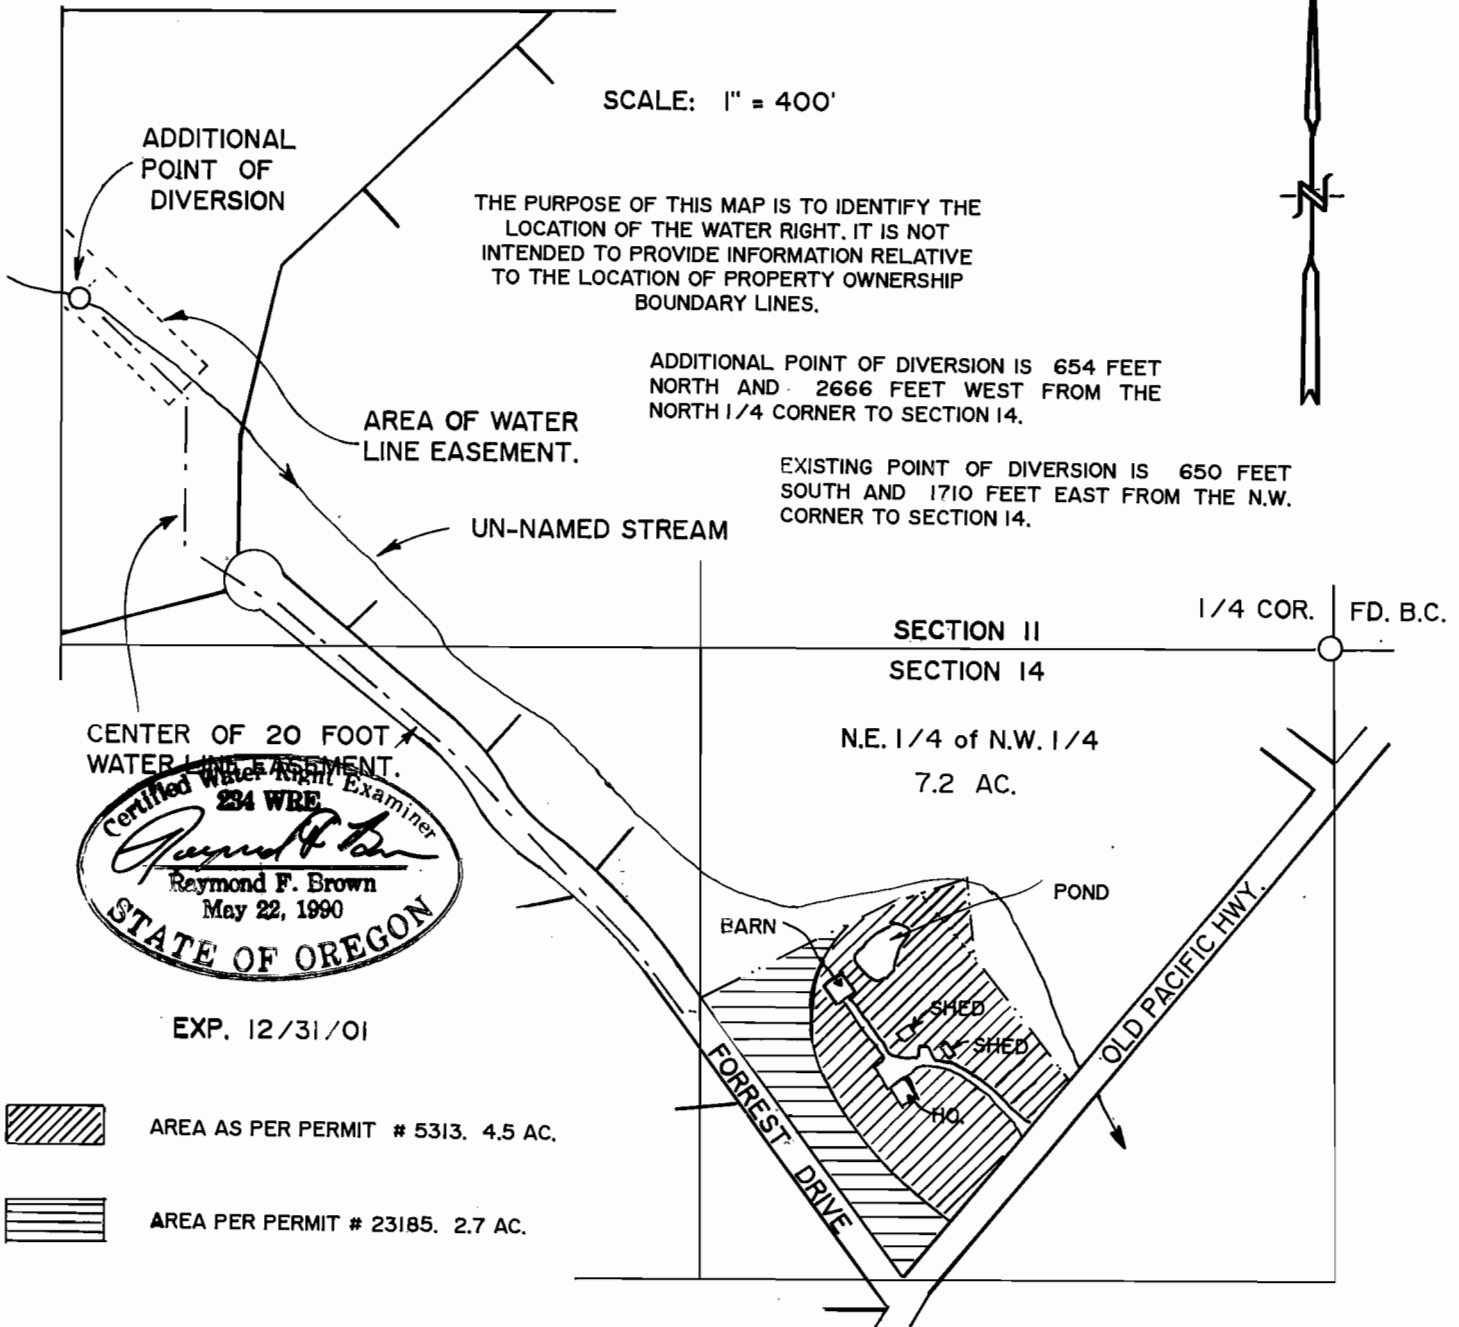 SCALE: 1" = 400'
ADDITIONAL
POINT OF
DIVERSION
N
THE PURPOSE OF THIS MAP IS TO IDENTIFY THE
LOCATION OF THE WATER RIGHT. IT IS NOT
INTENDED TO PROVIDE INFORMATION RELATIVE
TO THE LOCATION OF PROPERTY OWNERSHIP
BOUNDARY LINES.
ADDITIONAL POINT OF DIVERSION IS 654 FEET
NORTH AND 2666 FEET WEST FROM THE
NORTH 1/4 CORNER TO SECTION 14.
AREA OF WATER
LINE EASEMENT.
EXISTING POINT OF DIVERSION IS 650 FEET
SOUTH AND 1710 FEET EAST FROM THE N.W.
CORNER TO SECTION 14.
UN-NAMED STREAM
1/4 COR. FD. B.C.
SECTION 11
SECTION 14
N.E. 1/4 of N.W. 1/4
7.2 AC.
CENTER OF 20 FOOT
WATER LINE EASEMENT.
Certified Water Right Examiner
234 WRE
Raymond F. Brown
Raymond F. Brown
May 22, 1990
STATE OF OREGON
EXP. 12/31/01
POND
BARN
SHED
SHED
HO.
OLD PACIFIC HWY.
FORREST DRIVE
AREA AS PER PERMIT # 5313. 4.5 AC.
AREA PER PERMIT # 23185. 2.7 AC.